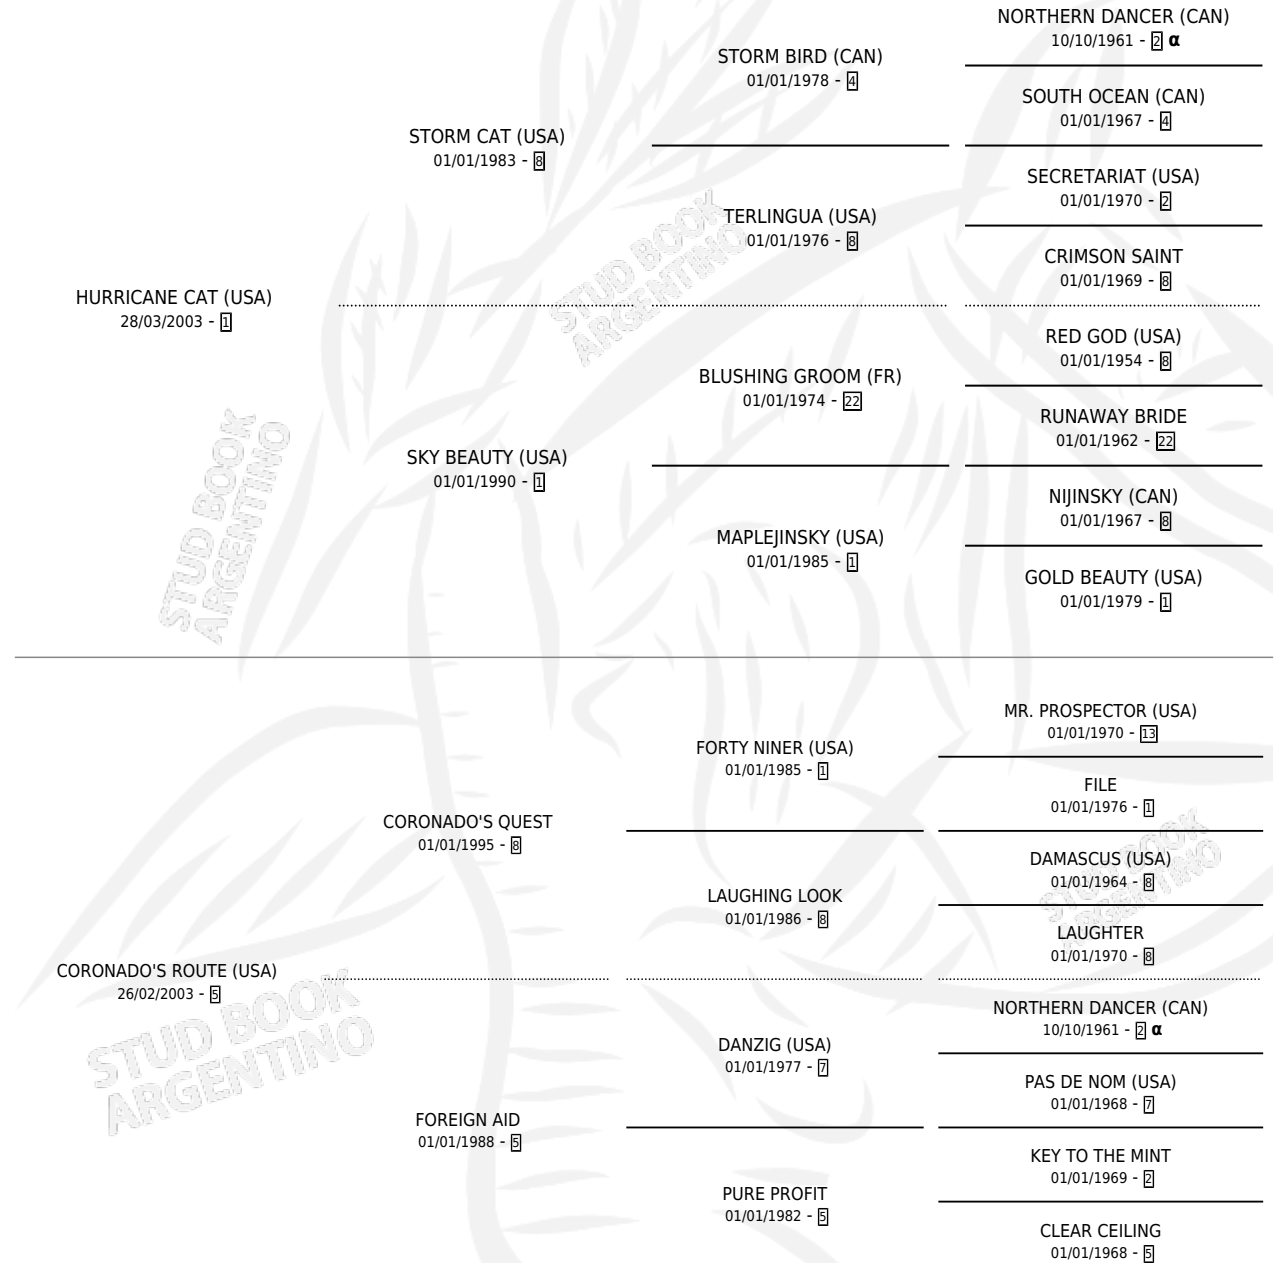 NORTHERN DANCER (CAN)
10/10/1961 - 2 α
STORM BIRD (CAN)
01/01/1978 - 4
SOUTH OCEAN (CAN)
01/01/1967 - 4
STORM CAT (USA)
01/01/1983 - 8
SECRETARIAT (USA)
01/01/1970 - 2
TERLINGUA (USA)
01/01/1976 - 8
CRIMSON SAINT
01/01/1969 - 8
STUD BOOK
ARGENTINO
HURRICANE CAT (USA)
28/03/2003 - 1
RED GOD (USA)
01/01/1954 - 8
BLUSHING GROOM (FR)
01/01/1974 - 22
RUNAWAY BRIDE
01/01/1962 - 22
SKY BEAUTY (USA)
01/01/1990 - 1
NIJINSKY (CAN)
01/01/1967 - 8
MAPLEJINSKY (USA)
01/01/1985 - 1
GOLD BEAUTY (USA)
01/01/1979 - 1
STUD BOOK
ARGENTINO
MR. PROSPECTOR (USA)
01/01/1970 - 13
FORTY NINER (USA)
01/01/1985 - 1
FILE
01/01/1976 - 1
CORONADO'S QUEST
01/01/1995 - 8
DAMASCUS (USA)
01/01/1964 - 8
LAUGHING LOOK
01/01/1986 - 8
LAUGHTER
01/01/1970 - 8
STUD BOOK
ARGENTINO
CORONADO'S ROUTE (USA)
26/02/2003 - 5
NORTHERN DANCER (CAN)
10/10/1961 - 2 α
DANZIG (USA)
01/01/1977 - 7
PAS DE NOM (USA)
01/01/1968 - 7
FOREIGN AID
01/01/1988 - 5
KEY TO THE MINT
01/01/1969 - 2
PURE PROFIT
01/01/1982 - 5
CLEAR CEILING
01/01/1968 - 5
STUD BOOK
ARGENTINO